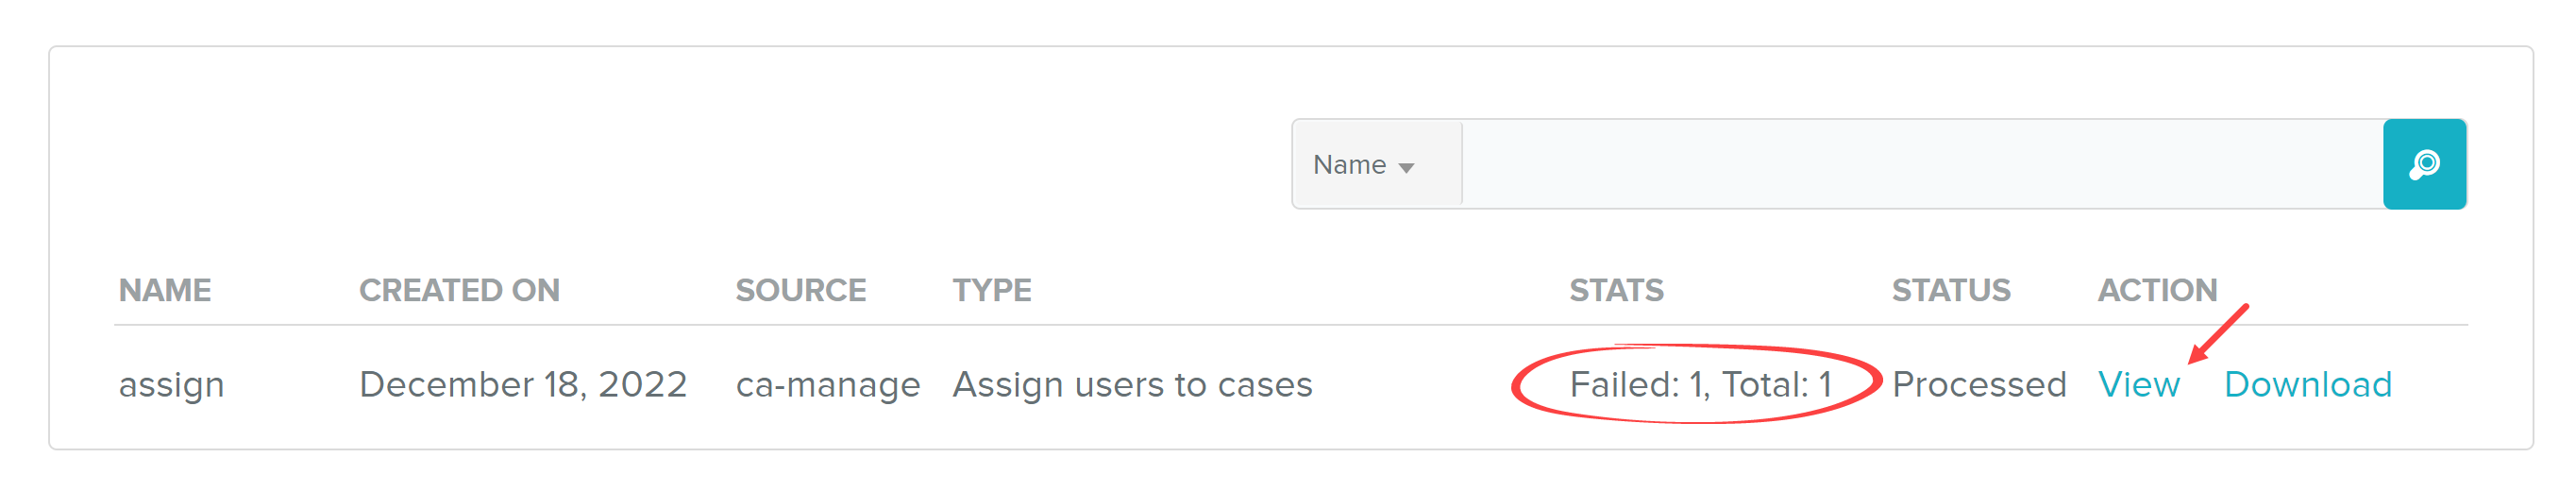 Name
NAME CREATED ON SOURCE TYPE STATS STATUS ACTION
assign December 18, 2022 ca-manage Assign users to cases Failed: 1, Total: 1 Processed View Download